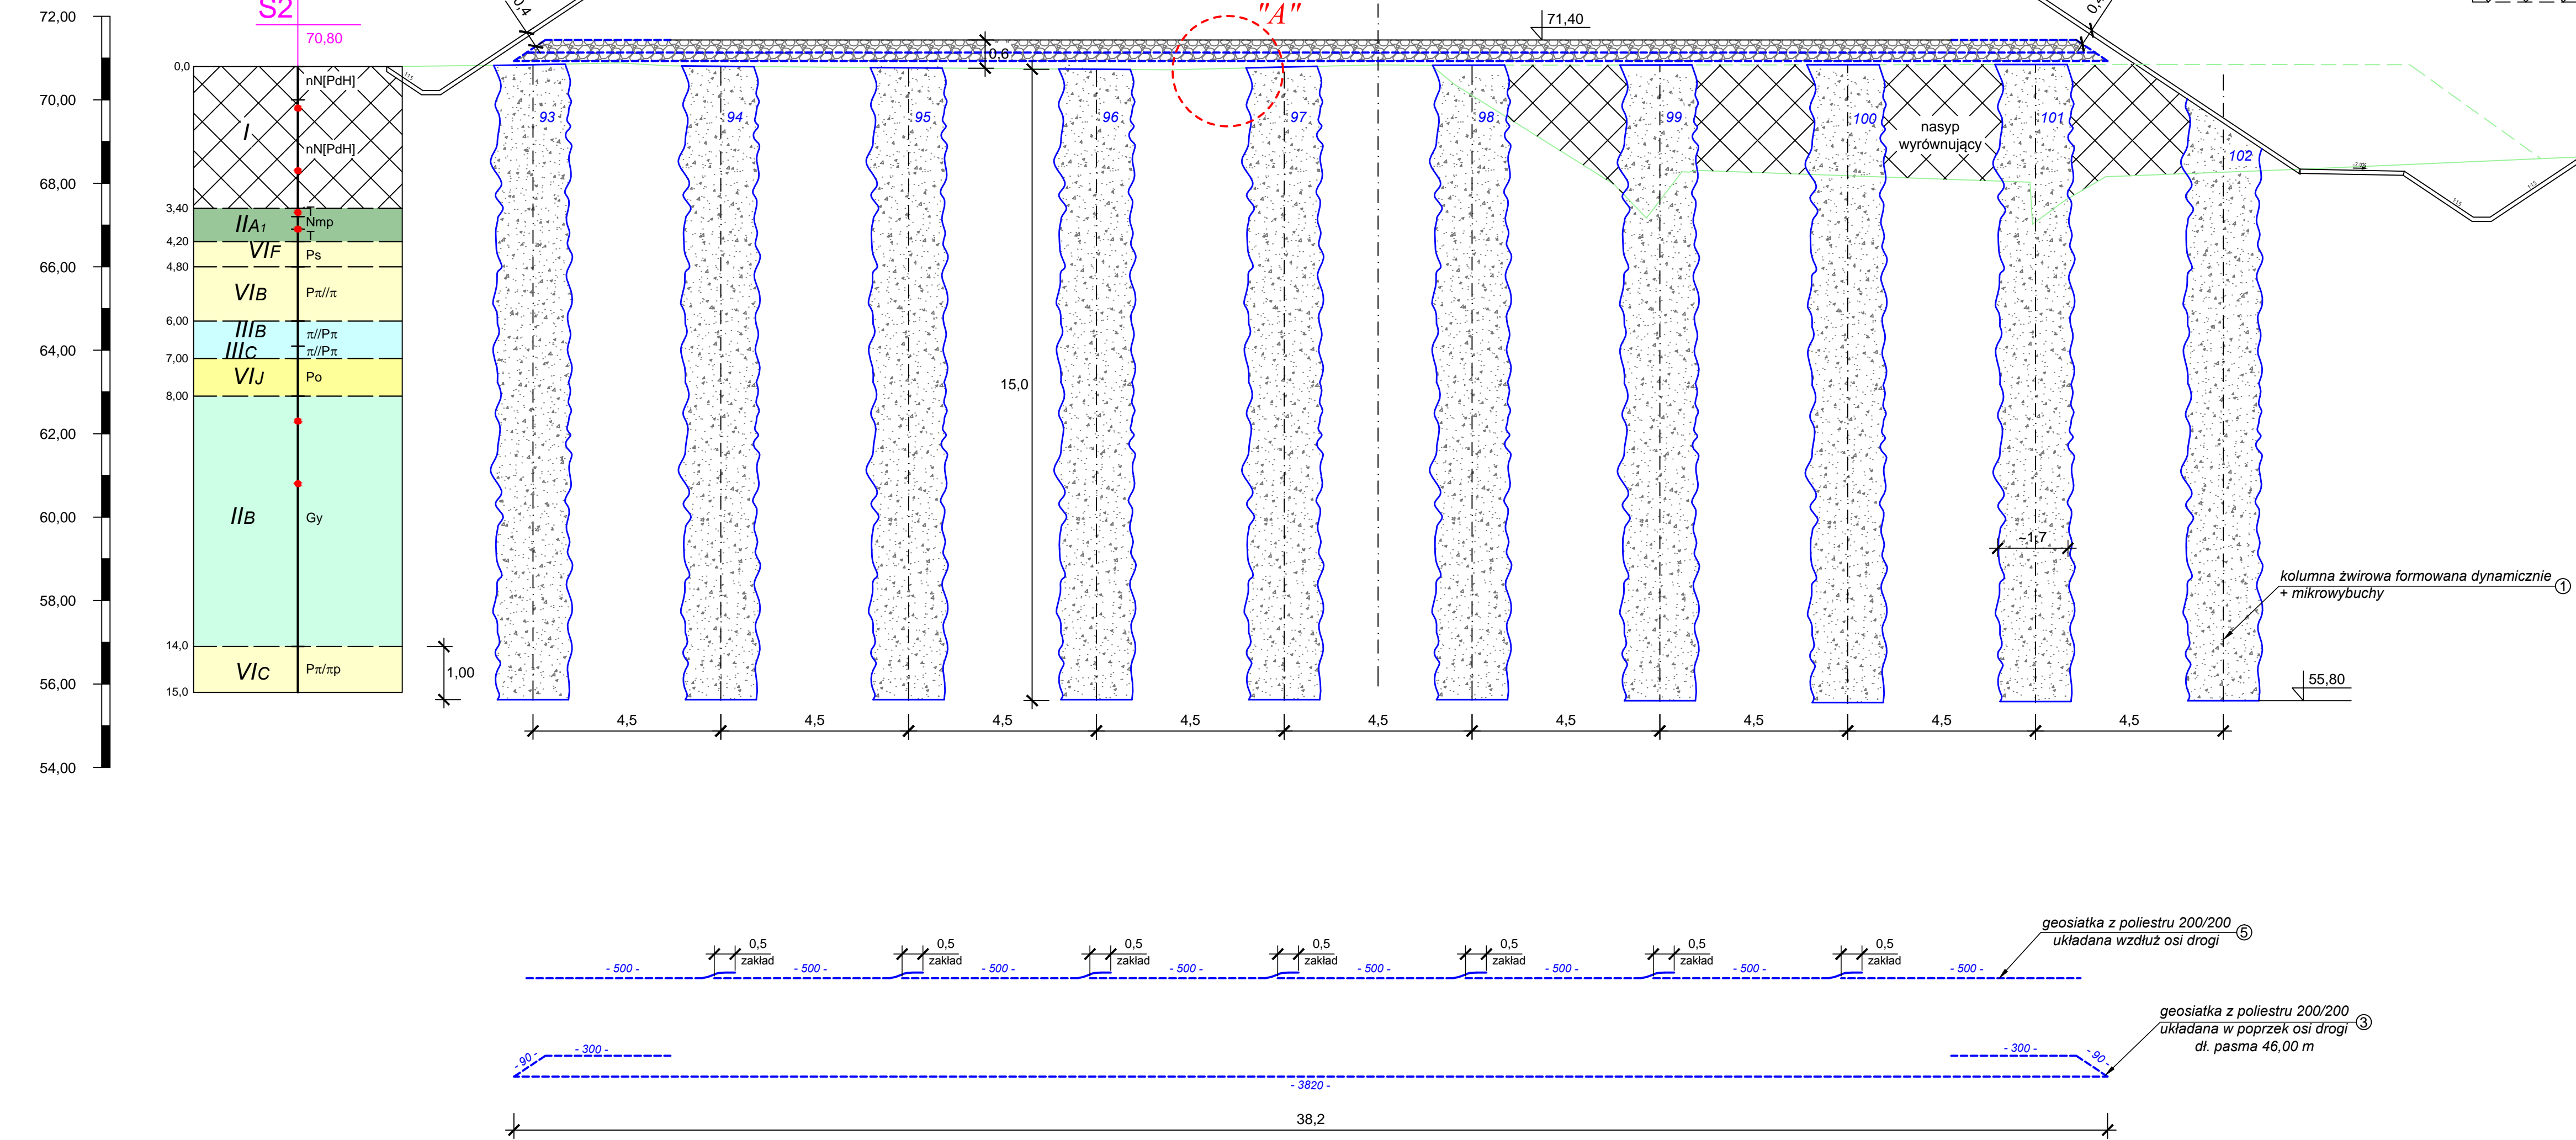 72,00
70,00
68,00
66,00
64,00
62,00
60,00
58,00
56,00
54,00
S2
70,80
0,0
3,40
4,20
4,80
6,00
7,00
8,00
14,0
15,0
I
IIA1
VIF
VIB
IIIB
IIIC
VIJ
IIB
VIC
nN[PdH]
nN[PdH]
T
Nmp
T
Ps
Pπ//π
π//Pπ
π//Pπ
Po
Gy
Pπ/πp
1,00
0,4
"A"
0,6
71,40
0,4
93
94
95
96
97
98
99
100
101
102
nasyp
wyrównujący
15,0
~1,7
kolumna żwirowa formowana dynamicznie
+ mikrowybuchy
1
55,80
4,5
4,5
4,5
4,5
4,5
4,5
4,5
4,5
4,5
0,5
zakład
0,5
zakład
0,5
zakład
0,5
zakład
0,5
zakład
0,5
zakład
0,5
zakład
- 500 -
- 500 -
- 500 -
- 500 -
- 500 -
- 500 -
- 500 -
- 500 -
geosiatka z poliestru 200/200
układana wzdłuż osi drogi
5
- 90 -
- 300 -
- 300 -
- 90 -
- 3820 -
geosiatka z poliestru 200/200
układana w poprzek osi drogi
dł. pasma 46,00 m
3
38,2